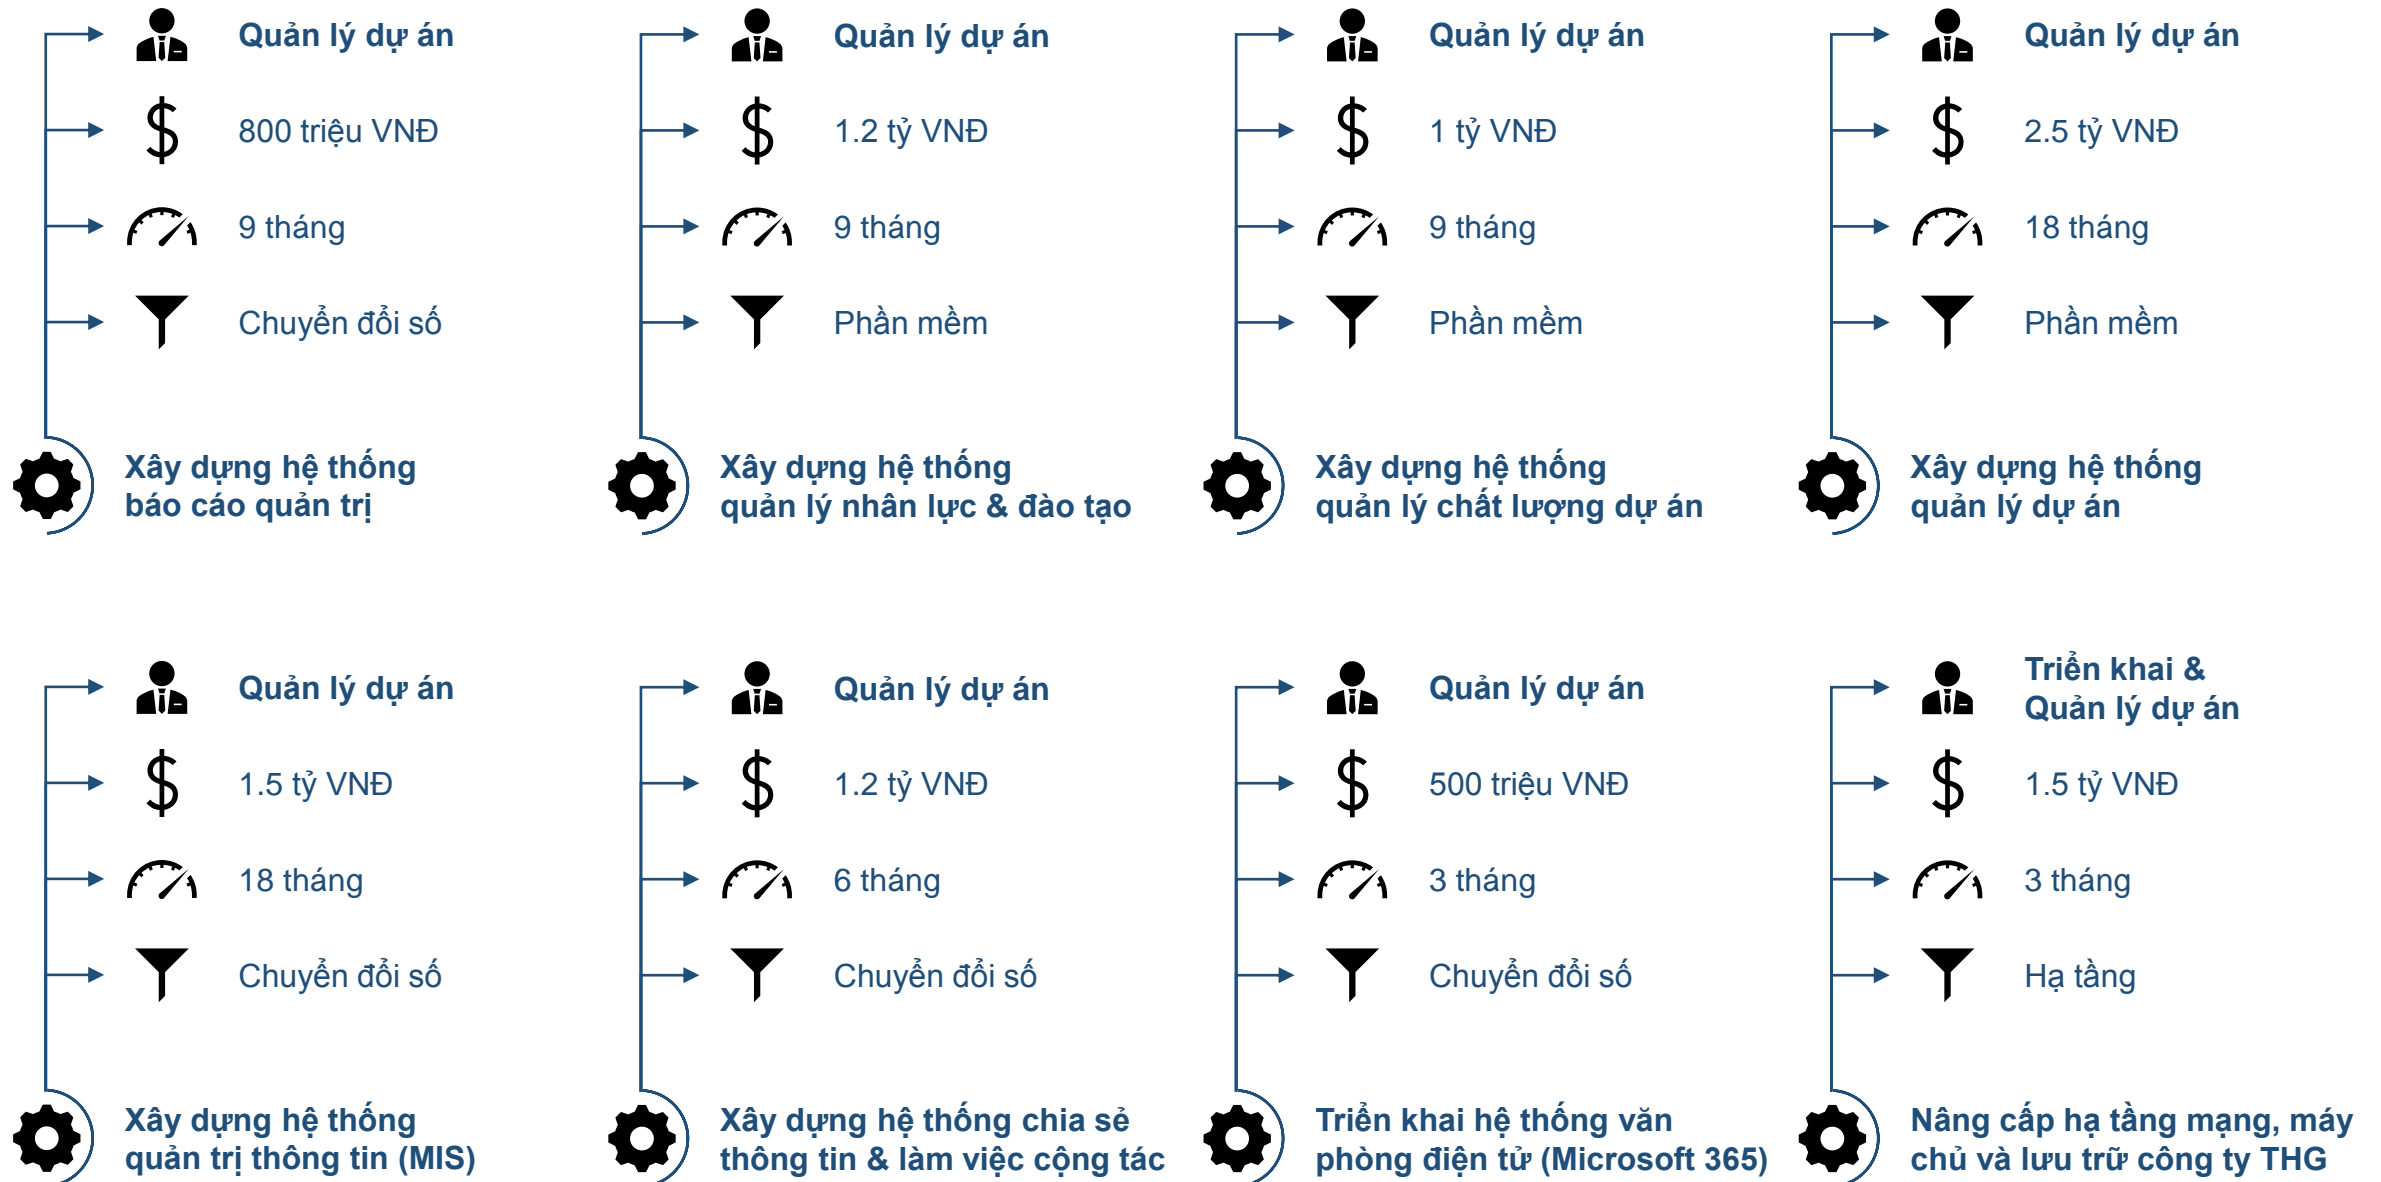 Quản lý dự án
800 triệu VNĐ
9 tháng
Chuyển đổi số
Xây dựng hệ thống
báo cáo quản trị
Quản lý dự án
1.2 tỷ VNĐ
9 tháng
Phần mềm
Xây dựng hệ thống
quản lý nhân lực & đào tạo
Quản lý dự án
1 tỷ VNĐ
9 tháng
Phần mềm
Xây dựng hệ thống
quản lý chất lượng dự án
Quản lý dự án
2.5 tỷ VNĐ
18 tháng
Phần mềm
Xây dựng hệ thống
quản lý dự án
Quản lý dự án
1.5 tỷ VNĐ
18 tháng
Chuyển đổi số
Xây dựng hệ thống
quản trị thông tin (MIS)
Quản lý dự án
1.2 tỷ VNĐ
6 tháng
Chuyển đổi số
Xây dựng hệ thống chia sẻ
thông tin & làm việc cộng tác
Quản lý dự án
500 triệu VNĐ
3 tháng
Chuyển đổi số
Triển khai hệ thống văn
phòng điện tử (Microsoft 365)
Triển khai &
Quản lý dự án
1.5 tỷ VNĐ
3 tháng
Hạ tầng
Nâng cấp hạ tầng mạng, máy
chủ và lưu trữ công ty THG